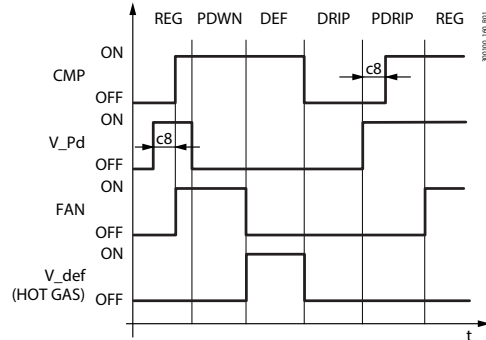 REG PDWN DEF DRIP PDRIP REG
ON
CMP
OFF
c8
ON
V_Pd
OFF
c8
ON
FAN
OFF
ON
V_def
(HOT GAS) OFF
t